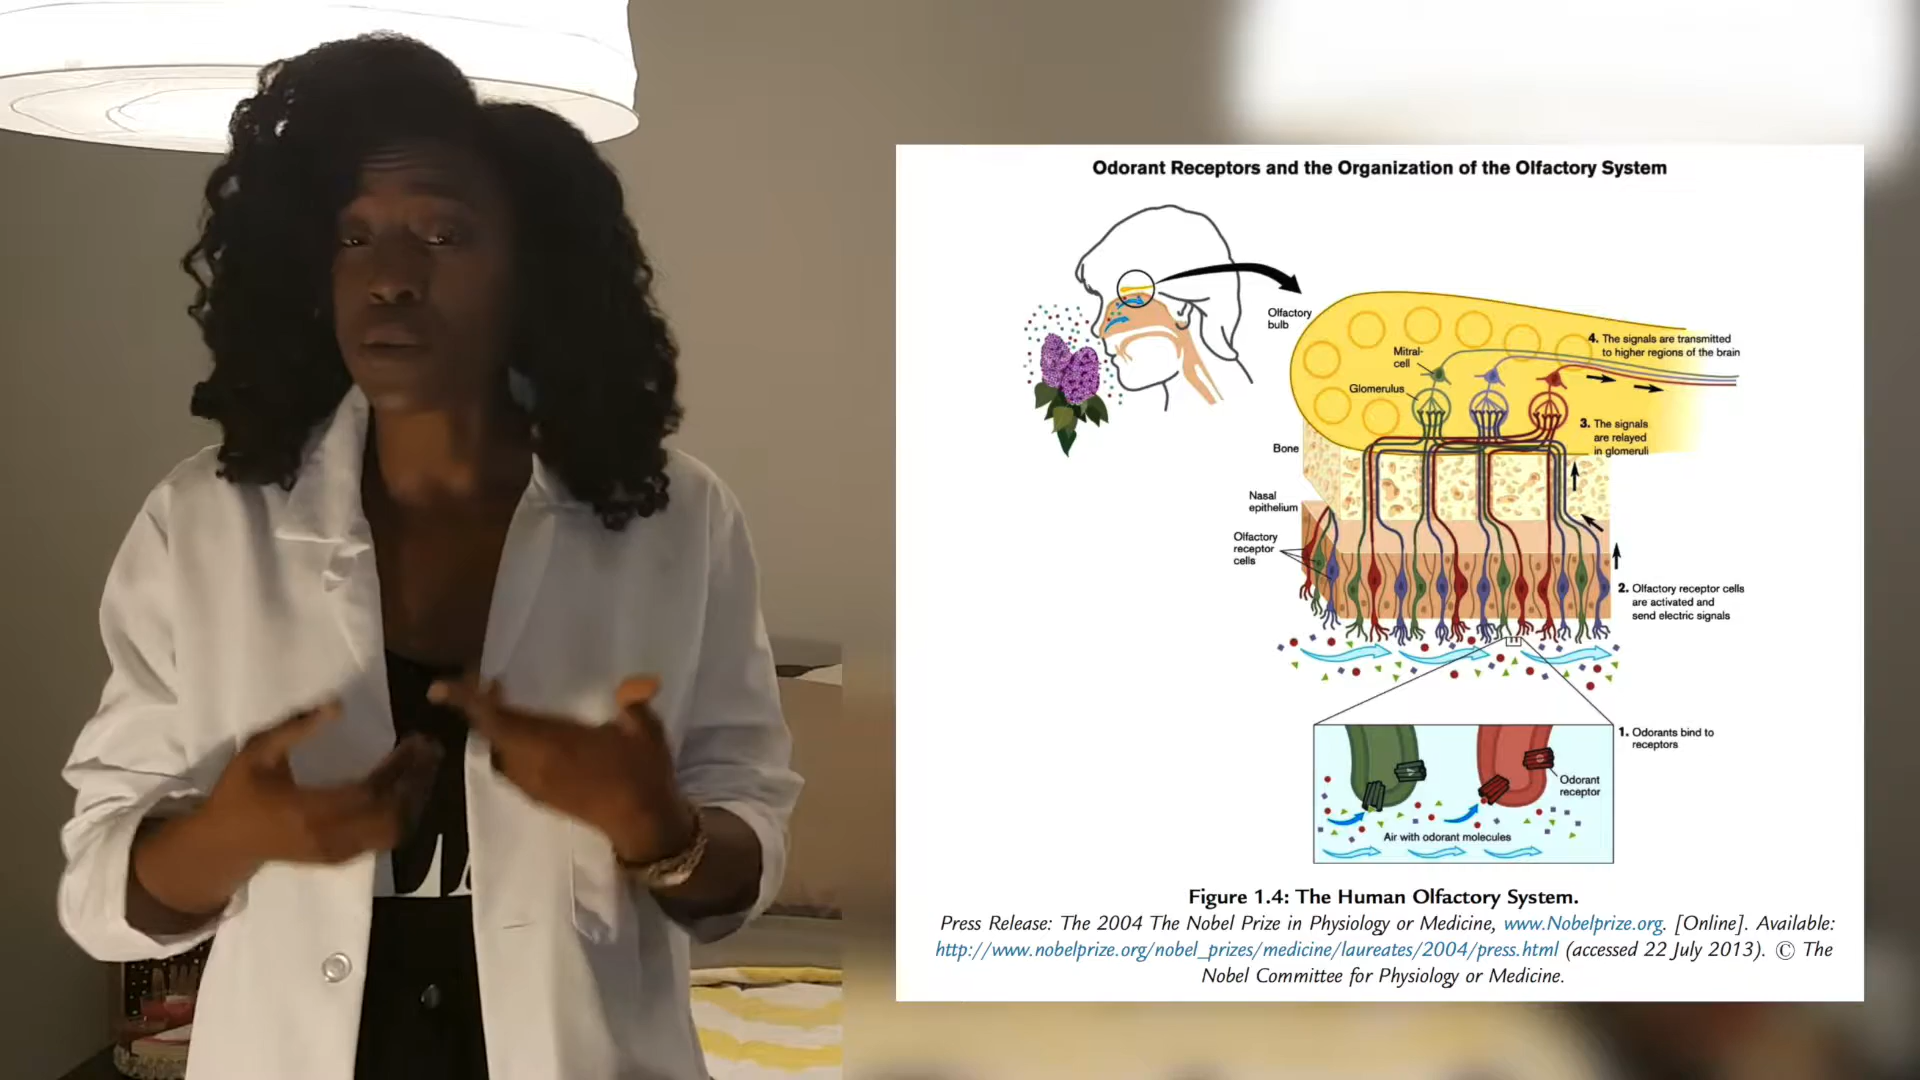 Odorant Receptors and the Organization of the Olfactory System
Olfactory
bulb
4. The signals are transmitted
to higher regions of the brain
Mitral-
cell
Glomerulus
3. The signals
are relayed
in glomeruli
Bone
Nasal
epithelium
Olfactory
receptor
cells
2. Olfactory receptor cells
are activated and
send electric signals
1. Odorants bind to
receptors
Odorant
receptor
Air with odorant molecules
Figure 1.4: The Human Olfactory System.
Press Release: The 2004 The Nobel Prize in Physiology or Medicine, www.Nobelprize.org. [Online]. Available:
http://www.nobelprize.org/nobel_prizes/medicine/laureates/2004/press.html (accessed 22 July 2013). © The
Nobel Committee for Physiology or Medicine.